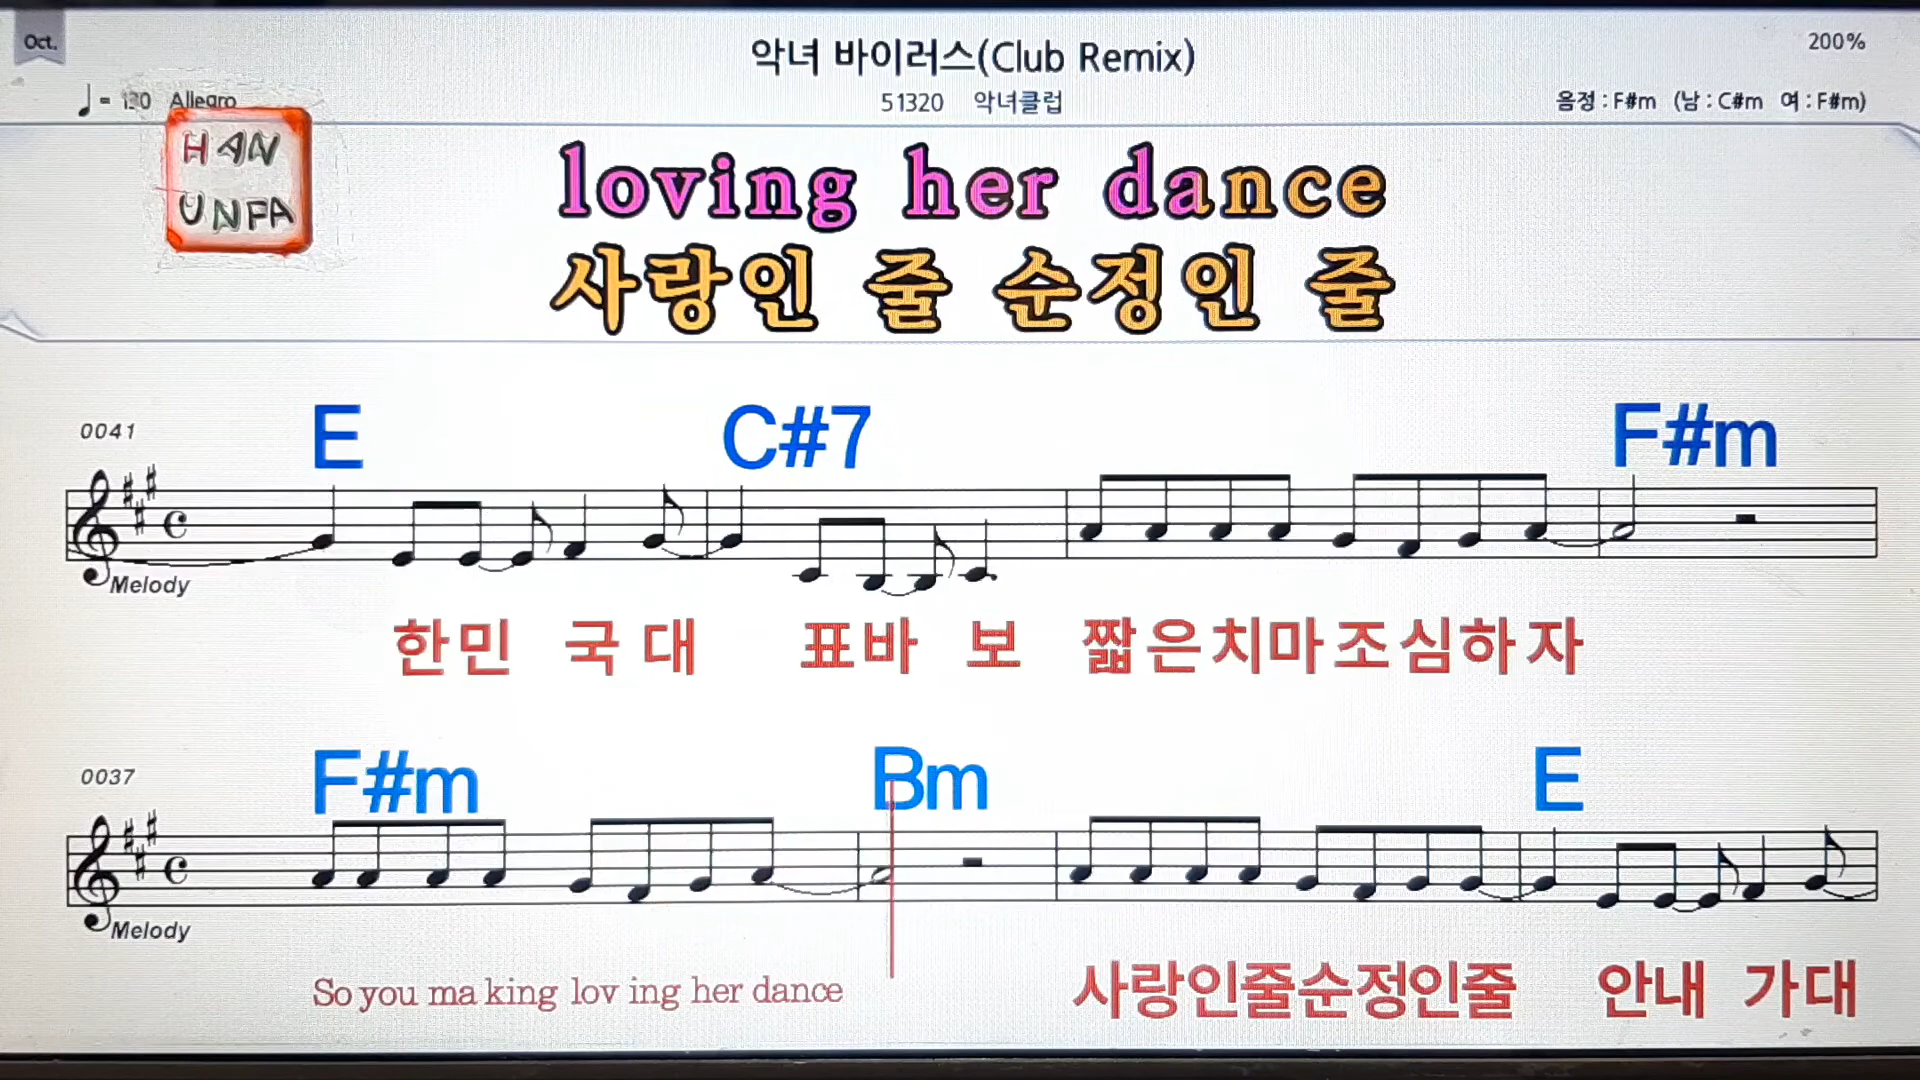 Oct.
악녀 바이러스(Club Remix)
200%
♩= 130 Allegro
51320 악녀클럽
음정 : F#m (남 : C#m 여 : F#m)
HAN
UNFA
loving her dance
사랑인 줄 순정인 줄
0041
E C#7 F#m
Melody
한민 국 대 표바 보 짧은치마조심하자
0037
F#m Bm E
Melody
So you ma king lov ing her dance 사랑인줄순정인줄 안내 가대